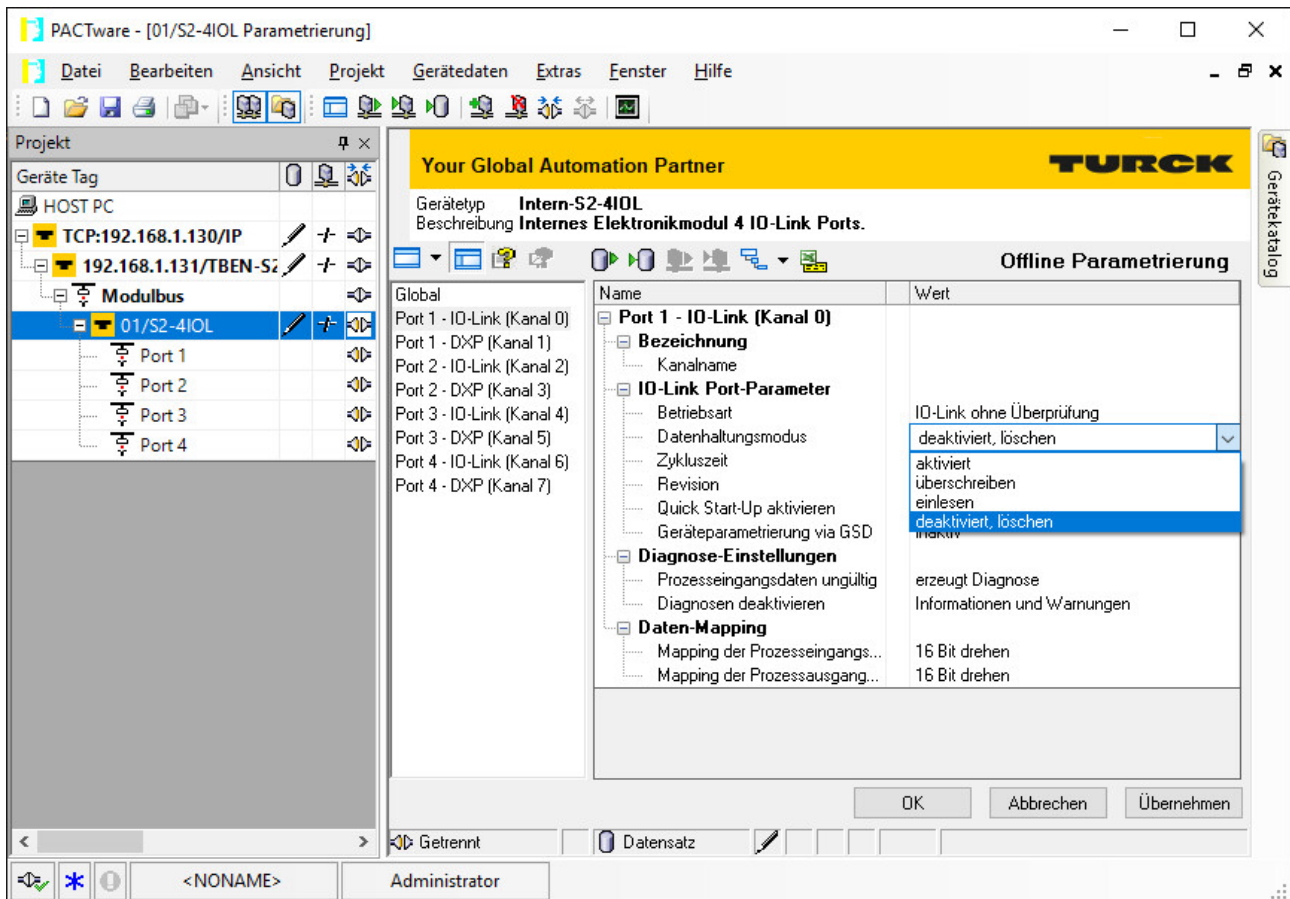 PACTware - [01/S2-4IOL Parametrierung]
Datei Bearbeiten Ansicht Projekt Gerätedaten Extras Fenster Hilfe
Projekt
Geräte Tag
HOST PC
TCP:192.168.1.130/IP
192.168.1.131/TBEN-S2
Modulbus
01/S2-4IOL
Port 1
Port 2
Port 3
Port 4
Your Global Automation Partner
TURCK
Gerätetyp Intern-S2-4IOL
Beschreibung Internes Elektronikmodul 4 IO-Link Ports.
Offline Parametrierung
Global
Port 1 - IO-Link (Kanal 0)
Port 1 - DXP (Kanal 1)
Port 2 - IO-Link (Kanal 2)
Port 2 - DXP (Kanal 3)
Port 3 - IO-Link (Kanal 4)
Port 3 - DXP (Kanal 5)
Port 4 - IO-Link (Kanal 6)
Port 4 - DXP (Kanal 7)
Name Wert
Port 1 - IO-Link (Kanal 0)
Bezeichnung
Kanalname
IO-Link Port-Parameter
Betriebsart IO-Link ohne Überprüfung
Datenhaltungsmodus deaktiviert, löschen
Zykluszeit
Revision
Quick Start-Up aktivieren
Geräteparametrierung via GSD inaktiv
aktiviert
überschreiben
einlesen
deaktiviert, löschen
Diagnose-Einstellungen
Prozesseingangsdaten ungültig erzeugt Diagnose
Diagnosen deaktivieren Informationen und Warnungen
Daten-Mapping
Mapping der Prozesseingangs... 16 Bit drehen
Mapping der Prozessausgang... 16 Bit drehen
OK Abbrechen Übernehmen
Getrennt Datensatz
<NONAME> Administrator
Gerätekatalog